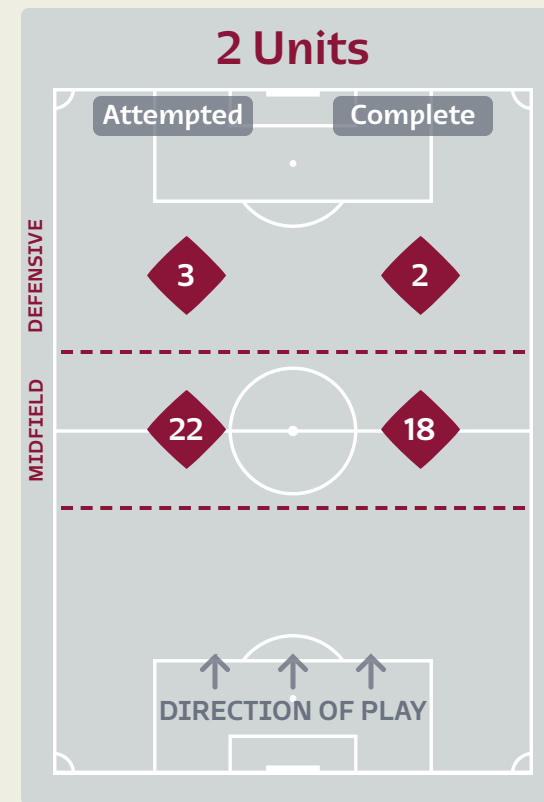 2 Units
Attempted Complete
DEFENSIVE
3 2
MIDFIELD
22 18
DIRECTION OF PLAY